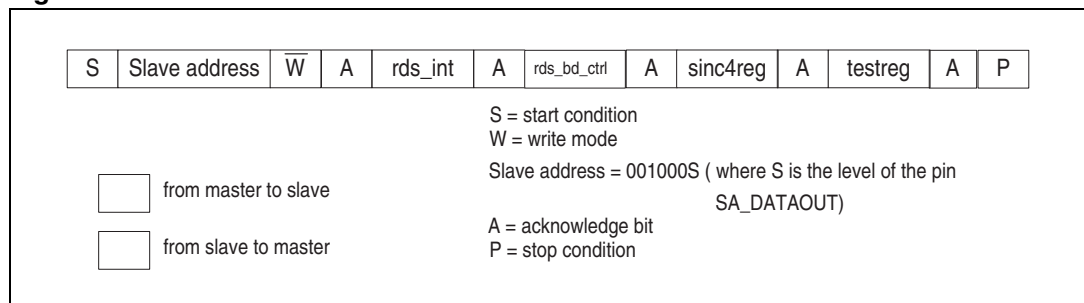 S Slave address W A rds_int A rds_bd_ctrl A sinc4reg A testreg A P
S = start condition
W = write mode
Slave address = 001000S ( where S is the level of the pin
SA_DATAOUT)
from master to slave
A = acknowledge bit
from slave to master
P = stop condition